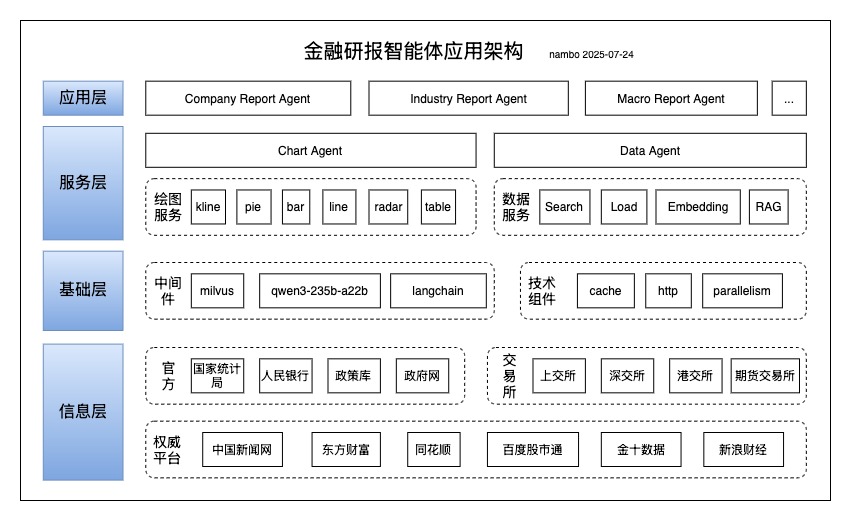 金融研报智能体应用架构 nambo 2025-07-24
应用层 Company Report Agent Industry Report Agent Macro Report Agent ...
服务层
Chart Agent Data Agent
绘图
服务
kline pie bar line radar table
数据
服务
Search Load Embedding RAG
基础层
中间
件
milvus qwen3-235b-a22b langchain
技术
组件
cache http parallelism
信息层
官
方
国家统计
局
人民银行 政策库 政府网
交
易
所
上交所 深交所 港交所 期货交易所
权威
平台
中国新闻网 东方财富 同花顺 百度股市通 金十数据 新浪财经